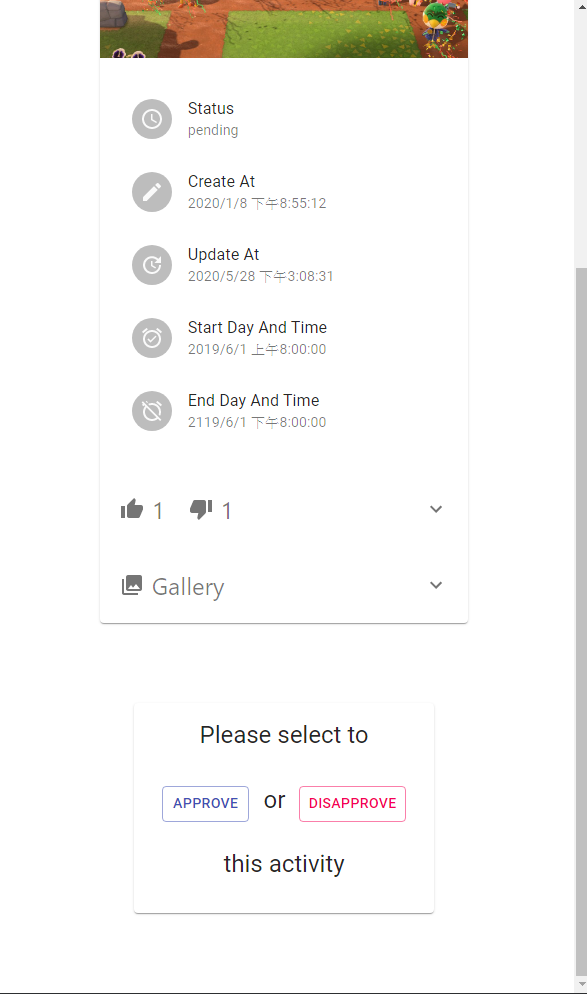 Status
pending
Create At
2020/1/8 下午8:55:12
Update At
2020/5/28 下午3:08:31
Start Day And Time
2019/6/1 上午8:00:00
End Day And Time
2119/6/1 下午8:00:00
1 1
Gallery
Please select to
APPROVE or DISAPPROVE
this activity